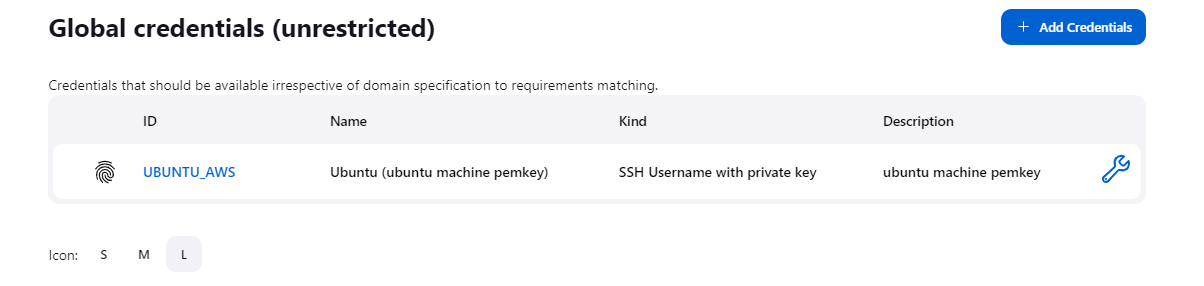 Global credentials (unrestricted)
Add Credentials
Credentials that should be available irrespective of domain specification to requirements matching.
ID Name Kind Description
UBUNTU_AWS Ubuntu (ubuntu machine pemkey) SSH Username with private key ubuntu machine pemkey
Icon: S M L